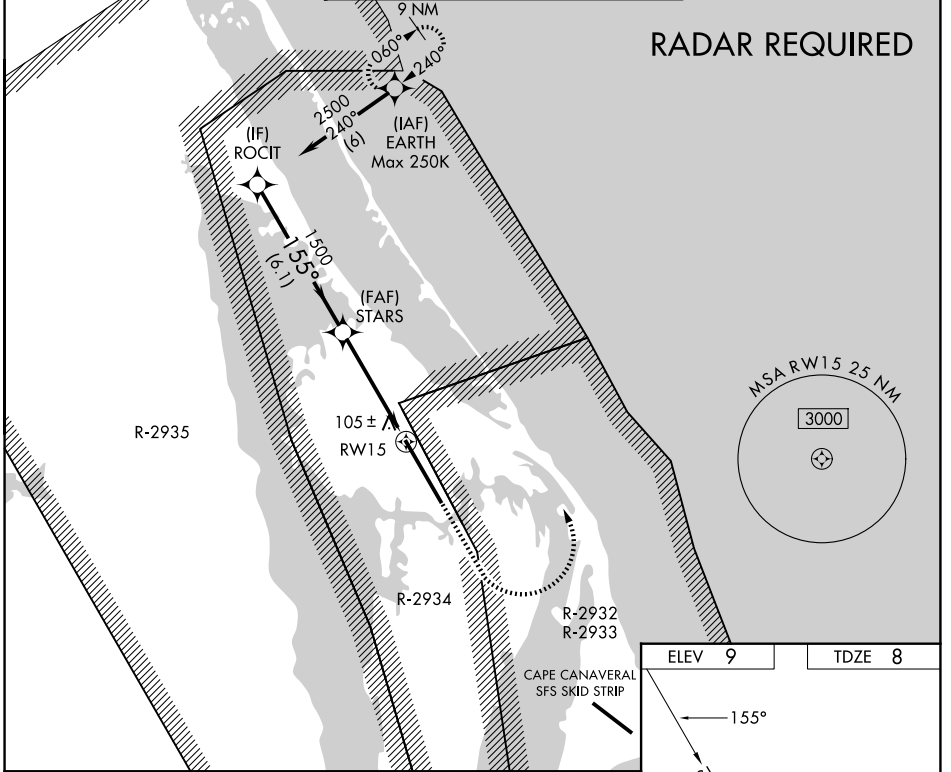 9 NM
RADAR REQUIRED
060°
240°
2500
240°
(6)
(IAF)
EARTH
Max 250K
(IF)
ROCIT
1500
155°
(6.1)
(FAF)
STARS
MSA RW15 25 NM
3000
105±
RW15
R-2935
R-2934
R-2932
R-2933
CAPE CANAVERAL
SFS SKID STRIP
ELEV 9
TDZE 8
155°